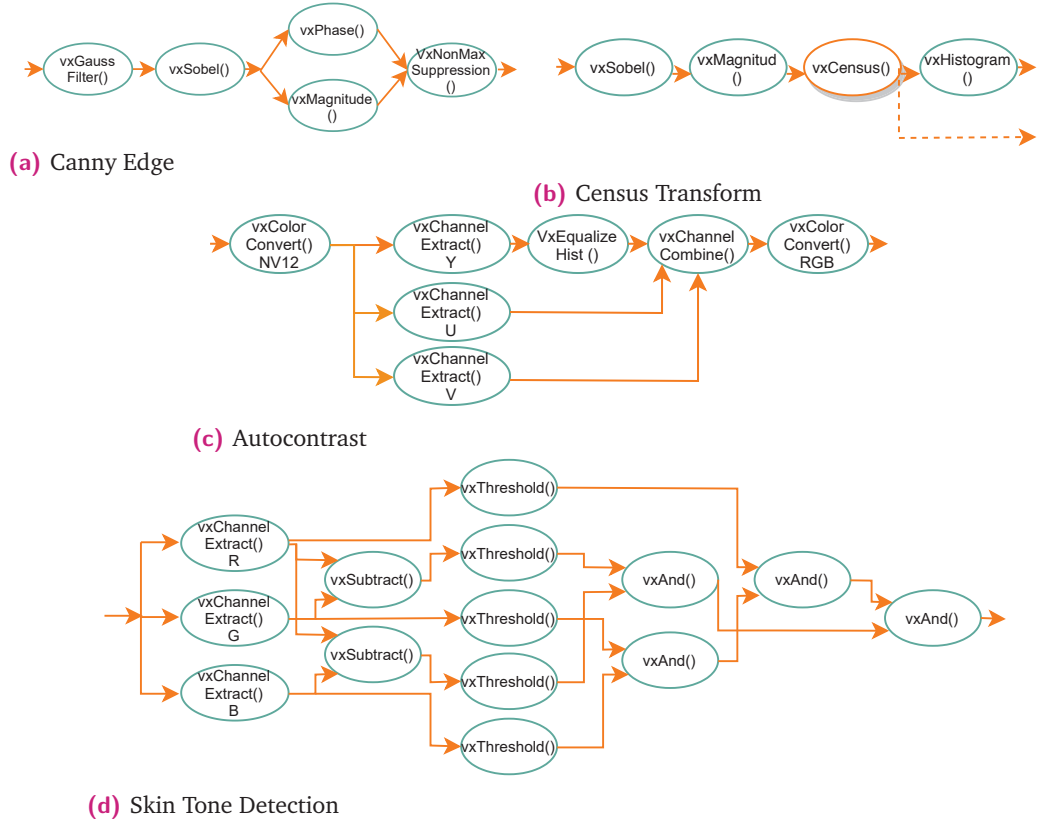 vxGauss
Filter()
vxSobel()
vxPhase()
vxMagnitude
()
VxNonMax
Suppression
()
(a) Canny Edge
vxSobel()
vxMagnitud
()
vxCensus()
vxHistogram
()
(b) Census Transform
vxColor
Convert()
NV12
vxChannel
Extract()
Y
VxEqualize
Hist ()
vxChannel
Combine()
vxColor
Convert()
RGB
vxChannel
Extract()
U
vxChannel
Extract()
V
(c) Autocontrast
vxChannel
Extract()
R
vxChannel
Extract()
G
vxChannel
Extract()
B
vxSubtract()
vxSubtract()
vxThreshold()
vxThreshold()
vxThreshold()
vxThreshold()
vxThreshold()
vxAnd()
vxAnd()
vxAnd()
vxAnd()
(d) Skin Tone Detection